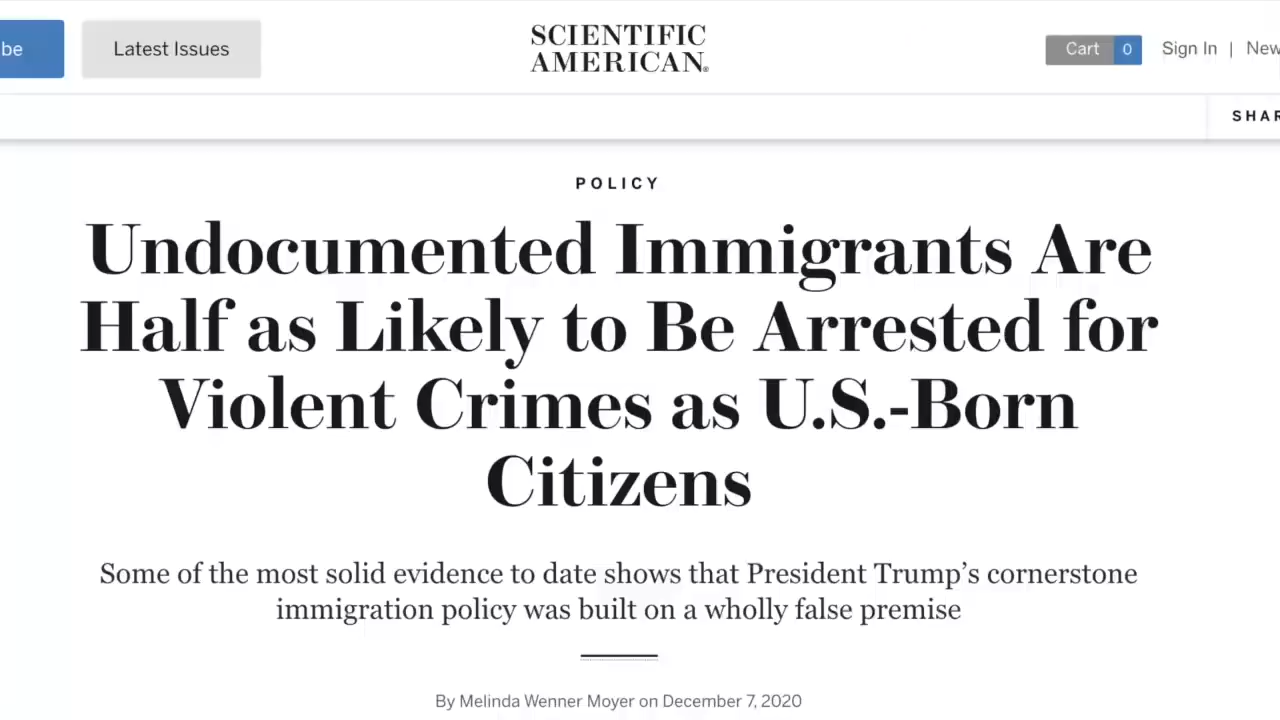 be
Latest Issues
SCIENTIFIC
AMERICAN®
Cart 0
Sign In | New
SHAR
POLICY
Undocumented Immigrants Are
Half as Likely to Be Arrested for
Violent Crimes as U.S.-Born
Citizens
Some of the most solid evidence to date shows that President Trump’s cornerstone
immigration policy was built on a wholly false premise
By Melinda Wenner Moyer on December 7, 2020